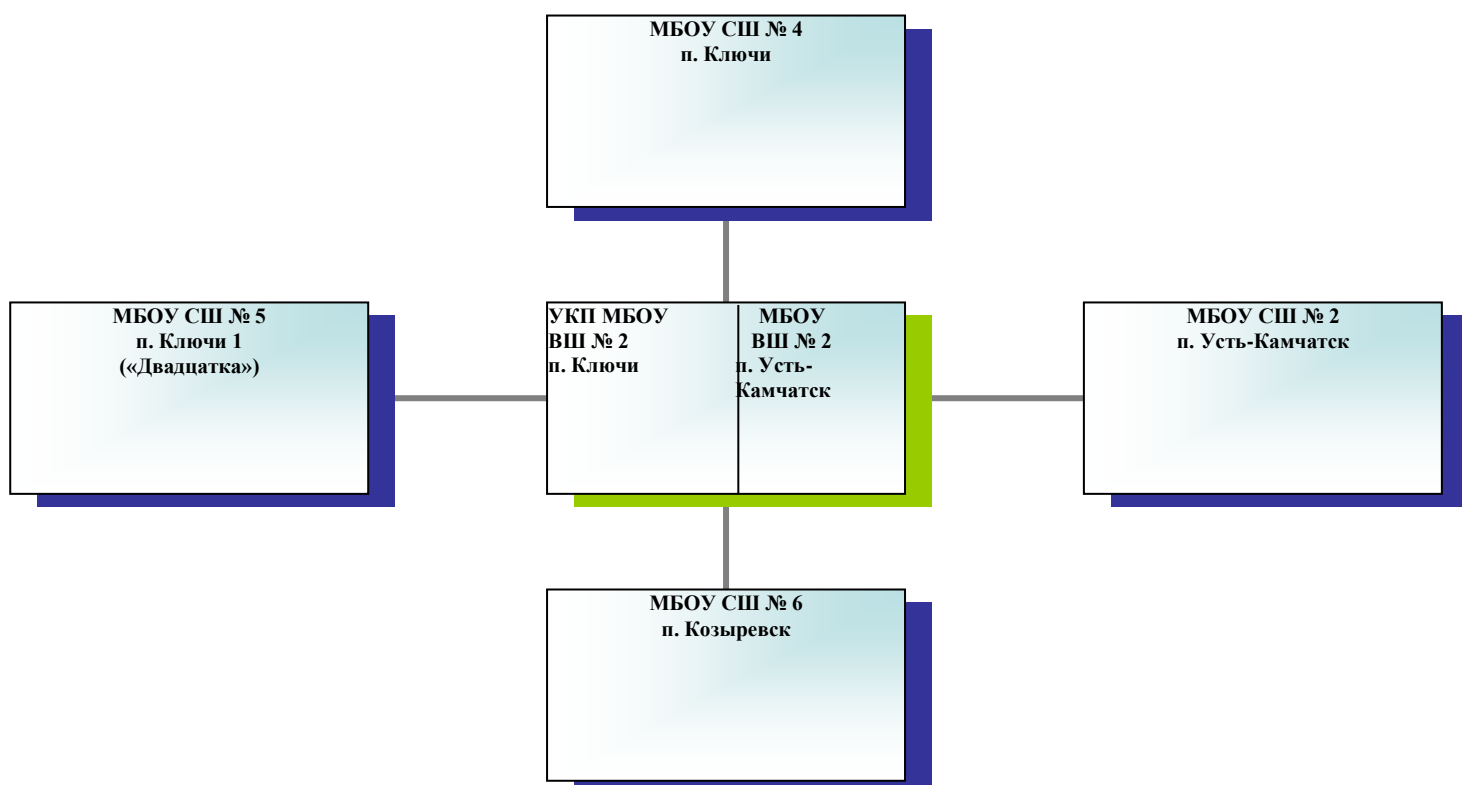 МБОУ СШ № 4
п. Ключи
МБОУ СШ № 5
п. Ключи 1
(«Двадцатка»)
УКП МБОУ
ВШ № 2
п. Ключи
МБОУ
ВШ № 2
п. Усть-
Камчатск
МБОУ СШ № 2
п. Усть-Камчатск
МБОУ СШ № 6
п. Козыревск